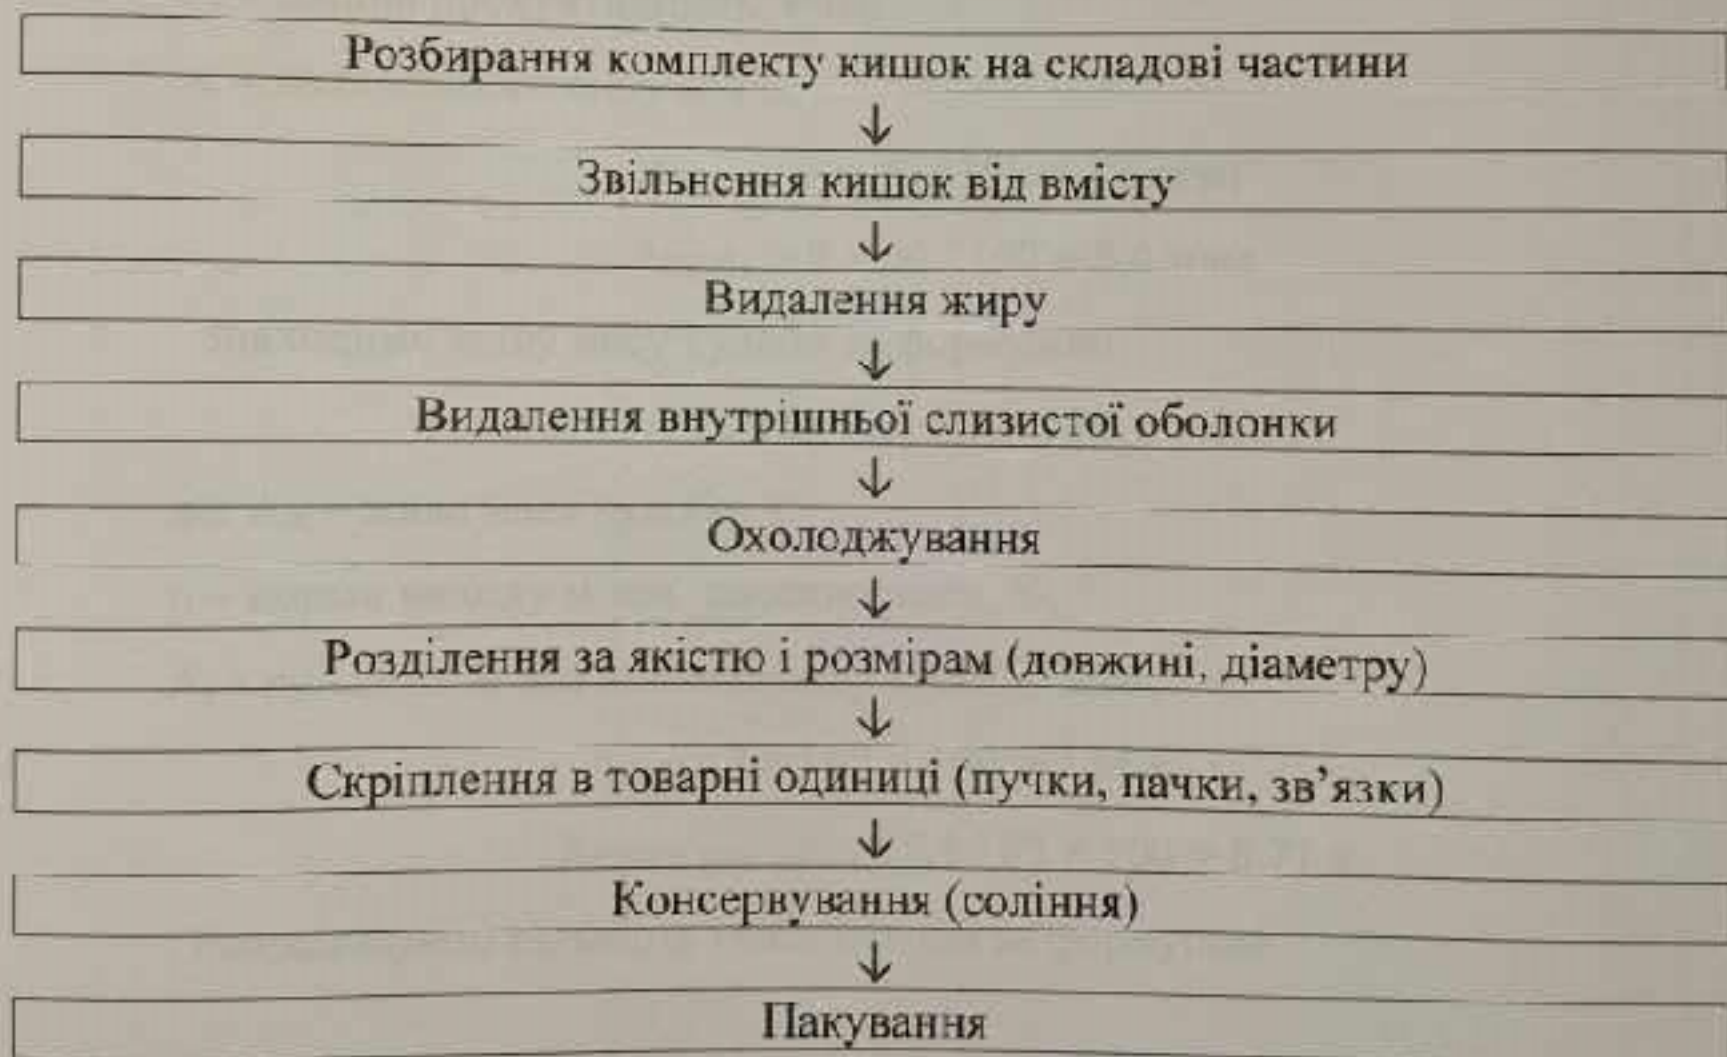 Розбирання комплекту кишок на складові частини
↓
Звільнення кишок від вмісту
↓
Видалення жиру
↓
Видалення внутрішньої слизистої оболонки
↓
Охолоджування
↓
Розділення за якістю і розмірам (довжині, діаметру)
↓
Скріплення в товарні одиниці (пучки, пачки, зв’язки)
↓
Консервування (соління)
↓
Пакування